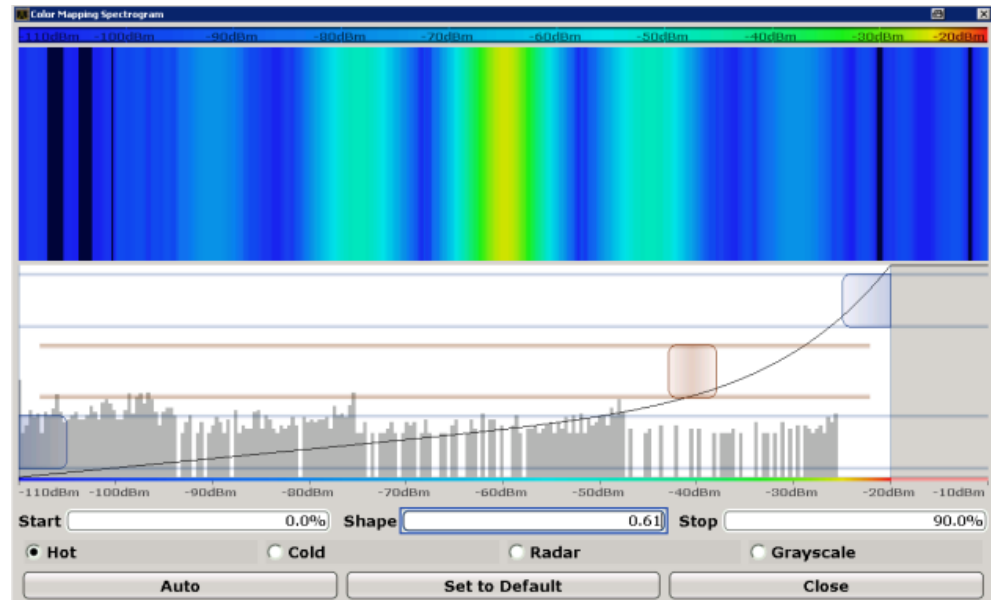 Color Mapping Spectrogram
-110dBm -100dBm -90dBm -80dBm -70dBm -60dBm -50dBm -40dBm -30dBm -20dBm
-110dBm -100dBm -90dBm -80dBm -70dBm -60dBm -50dBm -40dBm -30dBm -20dBm -10dBm
Start 0.0% Shape 0.61 Stop 90.0%
Hot Cold Radar Grayscale
Auto Set to Default Close